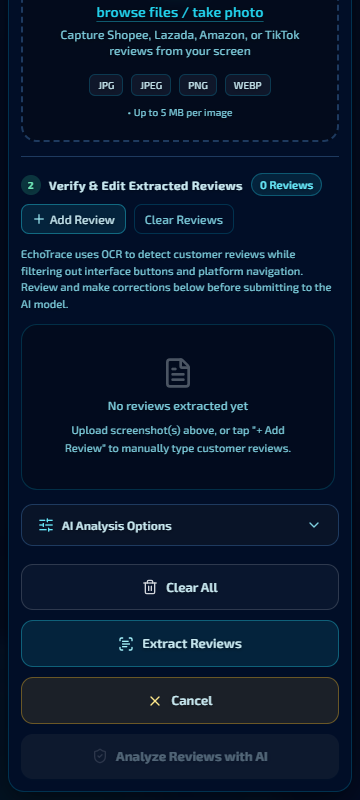 browse files / take photo
Capture Shopee, Lazada, Amazon, or TikTok
reviews from your screen
JPG JPEG PNG WEBP
• Up to 5 MB per image
2 Verify & Edit Extracted Reviews 0 Reviews
+ Add Review Clear Reviews
EchoTrace uses OCR to detect customer reviews while
filtering out interface buttons and platform navigation.
Review and make corrections below before submitting to the
AI model.
No reviews extracted yet
Upload screenshot(s) above, or tap "+ Add
Review" to manually type customer reviews.
AI Analysis Options
Clear All
Extract Reviews
Cancel
Analyze Reviews with AI